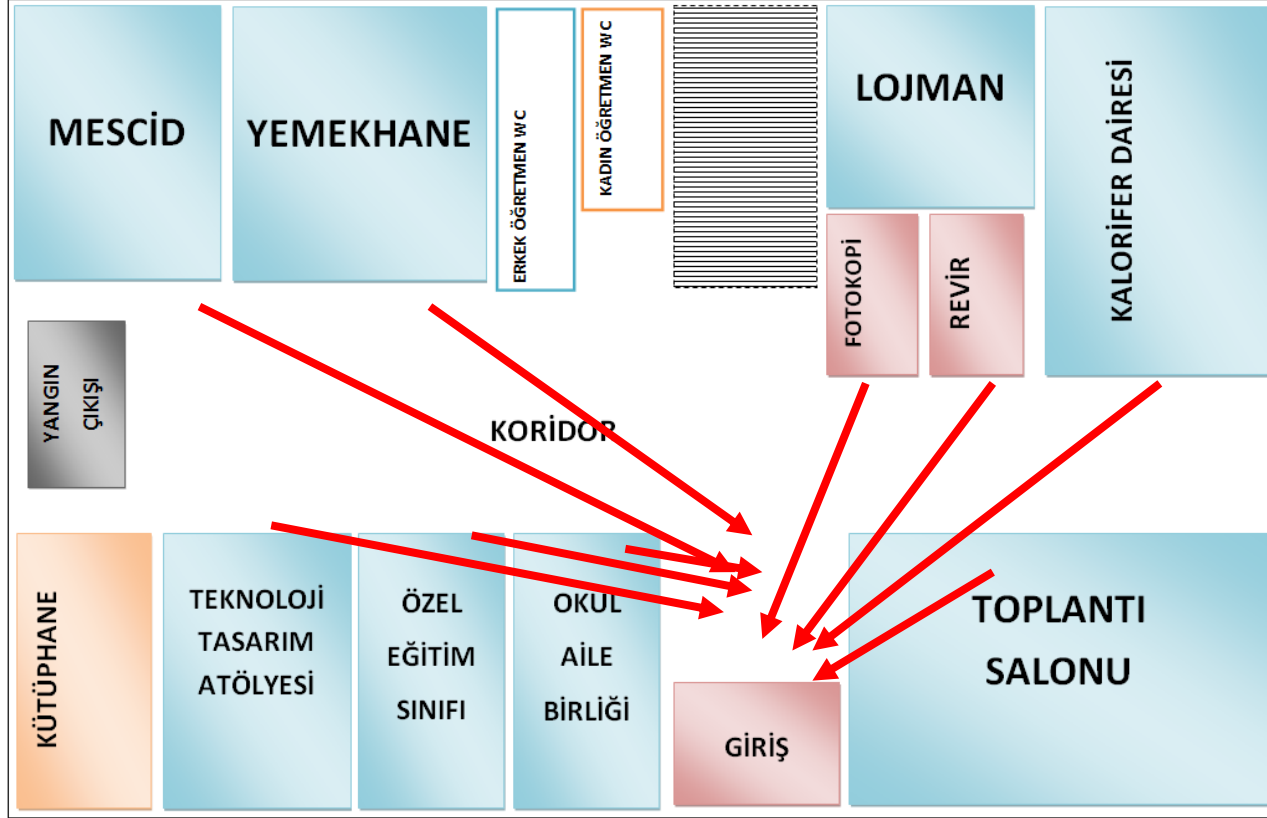 MESCİD
YEMEKHANE
ERKEK ÖĞRETMEN WC
KADIN ÖĞRETMEN WC
LOJMAN
KALORİFER DAİRESİ
FOTOKOPİ
REVİR
YANGIN
ÇIKIŞI
KORİDOR
KÜTÜPHANE
TEKNOLOJİ
TASARIM
ATÖLYESİ
ÖZEL
EĞİTİM
SINIFI
OKUL
AİLE
BİRLİĞİ
GİRİŞ
TOPLANTI
SALONU